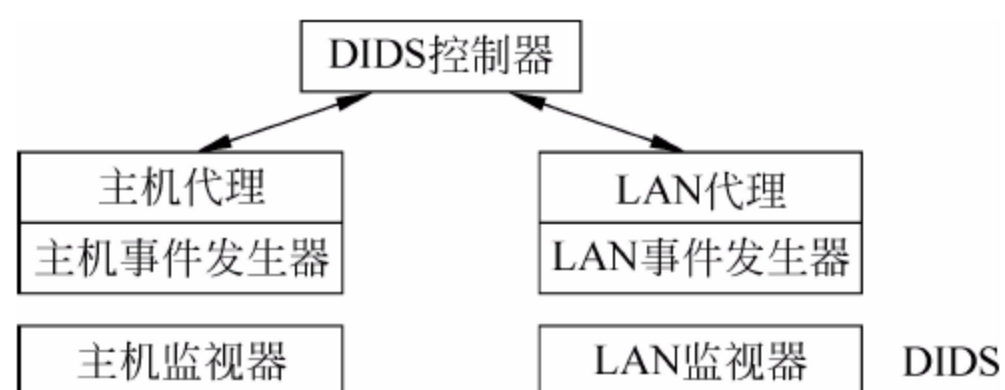 DIDS控制器
主机代理
LAN代理
主机事件发生器
LAN事件发生器
主机监视器
LAN监视器
DIDS